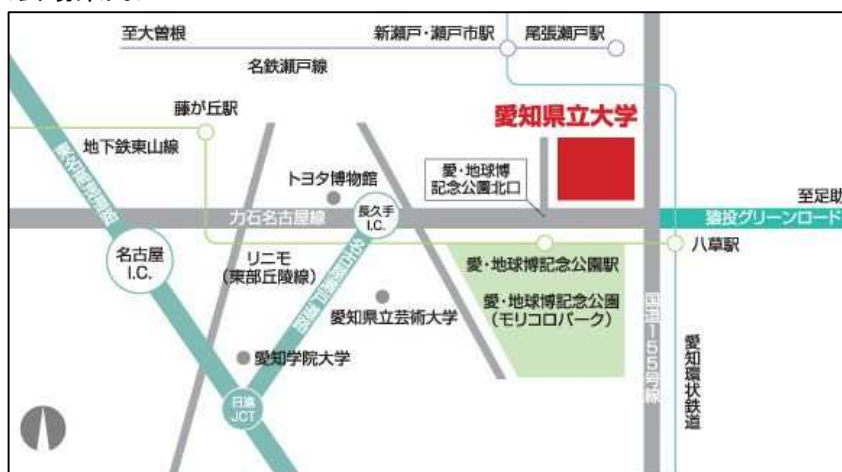 至大曽根
新瀬戸・瀬戸市駅
尾張瀬戸駅
名鉄瀬戸線
藤が丘駅
愛知県立大学
地下鉄東山線
愛・地球博
記念公園北口
トヨタ博物館
至足助
力石名古屋線
長久手
I.C.
猿投グリーンロード
八草駅
名古屋
I.C.
リニモ
(東部丘陵線)
愛・地球博記念公園駅
愛・地球博記念公園
(モリコロパーク)
愛知県立芸術大学
国道155号線
愛知環状鉄道
愛知学院大学
日進
JCT